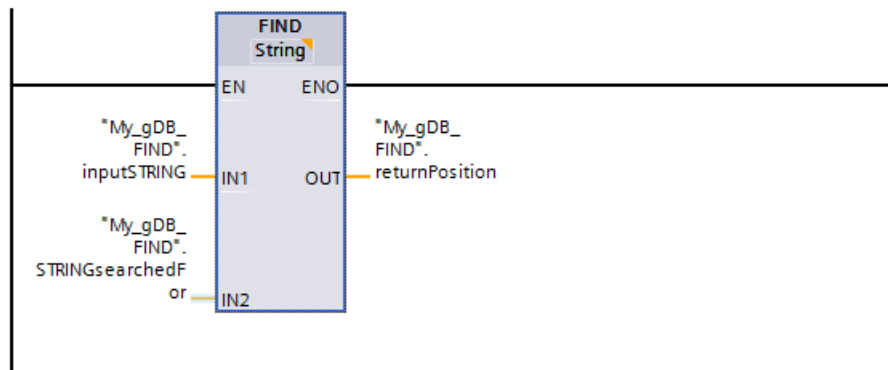 FIND
String
EN ENO
"My_gDB_
FIND".
inputSTRING
IN1
OUT
"My_gDB_
FIND".
returnPosition
"My_gDB_
FIND".
STRINGsearchedF
or
IN2